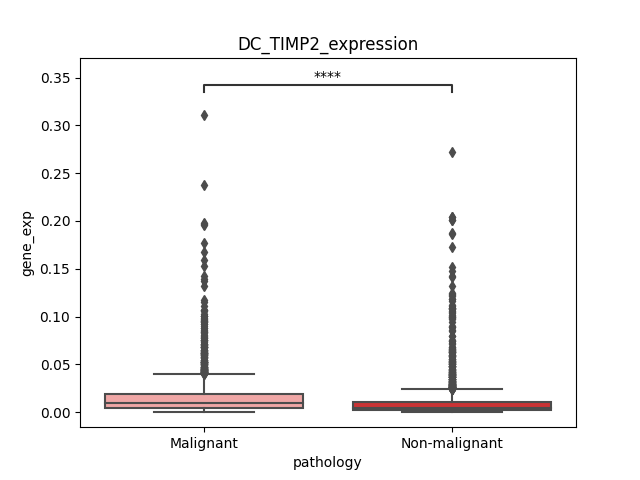 DC_TIMP2_expression
****
0.35
0.30
0.25
0.20
0.15
0.10
0.05
0.00
gene_exp
Malignant
Non-malignant
pathology